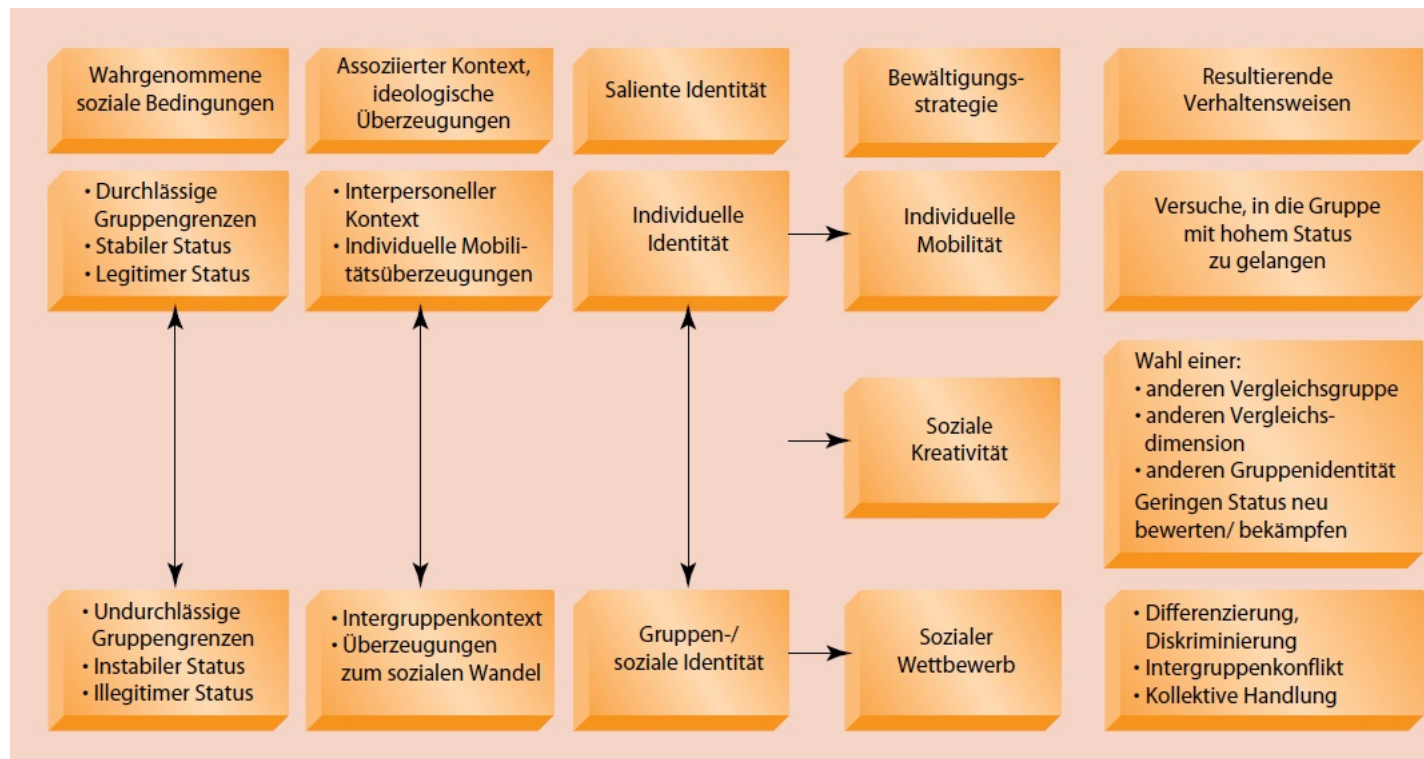 Wahrgenommene
soziale Bedingungen
Assoziierter Kontext,
ideologische
Überzeugungen
Saliente Identität
Bewältigungs-
strategie
Resultierende
Verhaltensweisen
• Durchlässige
Gruppengrenzen
• Stabiler Status
• Legitimer Status
• Interpersoneller
Kontext
• Individuelle Mobili-
tätsüberzeugungen
Individuelle
Identität
Individuelle
Mobilität
Versuche, in die Gruppe
mit hohem Status
zu gelangen
Soziale
Kreativität
Wahl einer:
• anderen Vergleichsgruppe
• anderen Vergleichs-
dimension
• anderen Gruppenidentität
Geringen Status neu
bewerten/ bekämpfen
• Undurchlässige
Gruppengrenzen
• Instabiler Status
• Illegitimer Status
• Intergruppenkontext
• Überzeugungen
zum sozialen Wandel
Gruppen-/
soziale Identität
Sozialer
Wettbewerb
• Differenzierung,
Diskriminierung
• Intergruppenkonflikt
• Kollektive Handlung